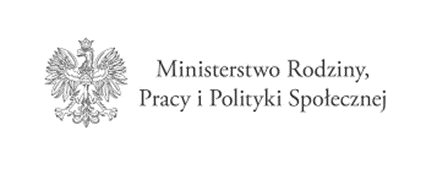 Ministerstwo Rodziny,
Pracy i Polityki Społecznej